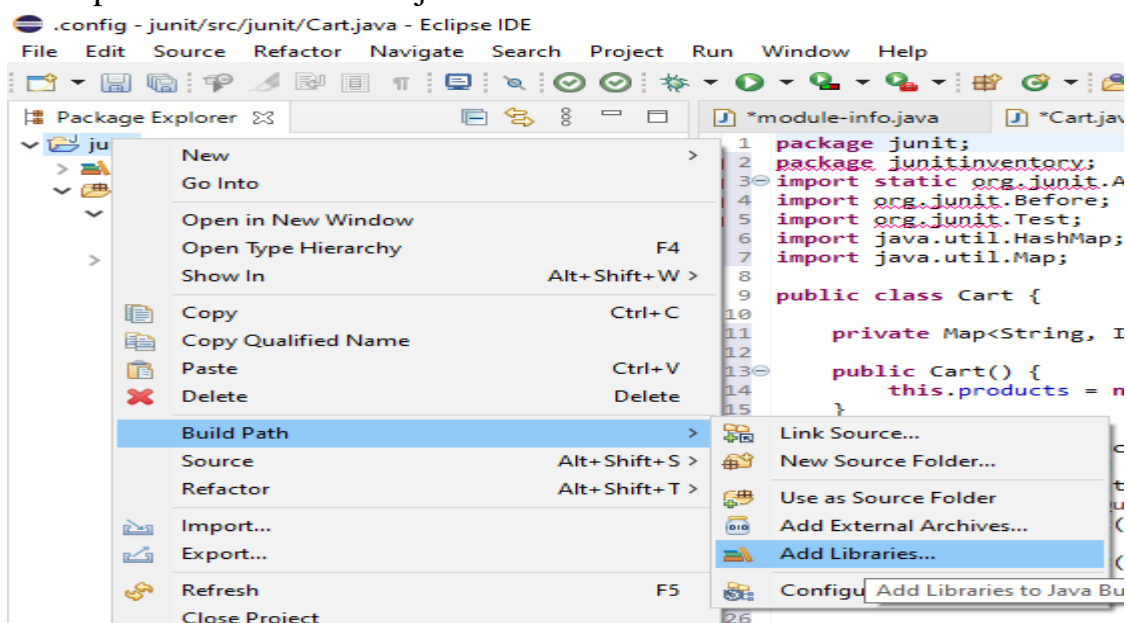 .config - junit/src/junit/Cart.java - Eclipse IDE
File Edit Source Refactor Navigate Search Project Run Window Help
Package Explorer
*module-info.java
*Cart.jav
ju
New
Go Into
Open in New Window
Open Type Hierarchy F4
Show In Alt+Shift+W >
Copy Ctrl+C
Copy Qualified Name
Paste Ctrl+V
Delete Delete
Build Path >
Source Alt+Shift+S >
Refactor Alt+Shift+T >
Import...
Export...
Refresh F5
Close Project
Link Source...
New Source Folder...
Use as Source Folder
Add External Archives...
Add Libraries...
Configu
Add Libraries to Java Bu
1 package junit;
2 package junitinventory;
3 import static org.junit.A
4 import org.junit.Before;
5 import org.junit.Test;
6 import java.util.HashMap;
7 import java.util.Map;
8
9 public class Cart {
10
11 private Map<String, I
12
13 public Cart() {
14 this.products = n
15 }
26